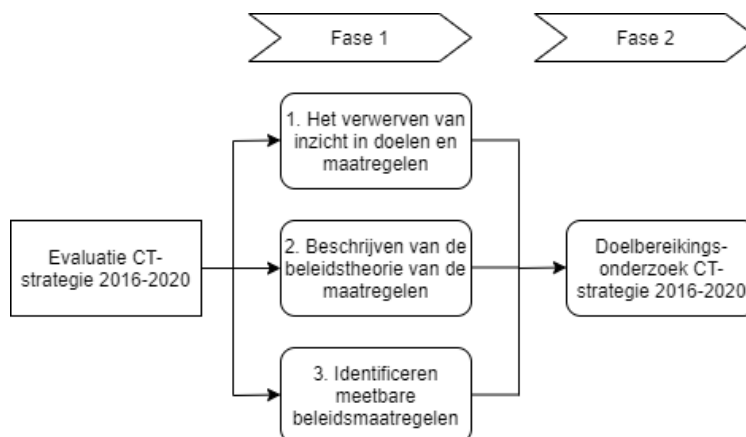 Fase 1
Fase 2
1. Het verwerven van
inzicht in doelen en
maatregelen
Evaluatie CT-
strategie 2016-2020
2. Beschrijven van de
beleidstheorie van de
maatregelen
Doelbereikings-
onderzoek CT-
strategie 2016-2020
3. Identificeren
meetbare
beleidsmaatregelen